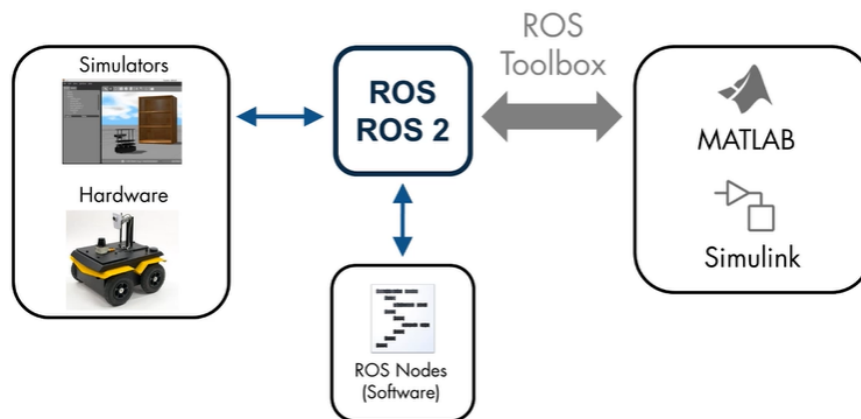 Simulators
Hardware
ROS
ROS 2
ROS
Toolbox
MATLAB
Simulink
ROS Nodes
(Software)